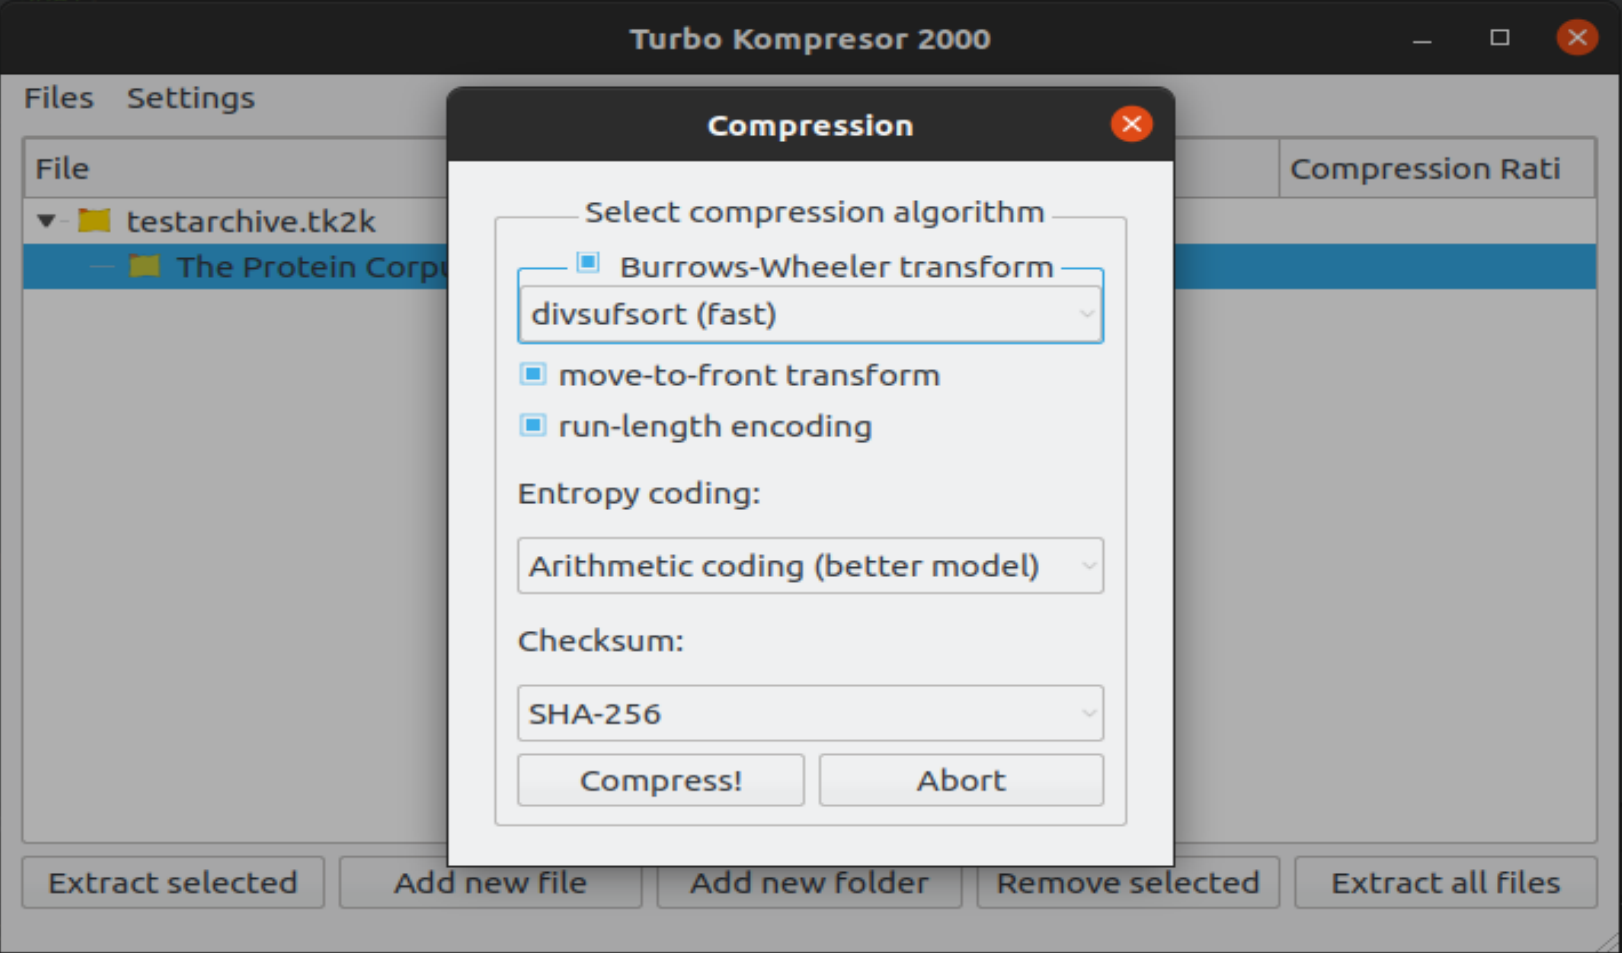 Turbo Kompresor 2000
Files Settings
File
Compression Rati
testarchive.tk2k
The Protein Corpu
Compression
Select compression algorithm
Burrows-Wheeler transform
divsufsort (fast)
move-to-front transform
run-length encoding
Entropy coding:
Arithmetic coding (better model)
Checksum:
SHA-256
Compress! Abort
Extract selected Add new file Add new folder Remove selected Extract all files